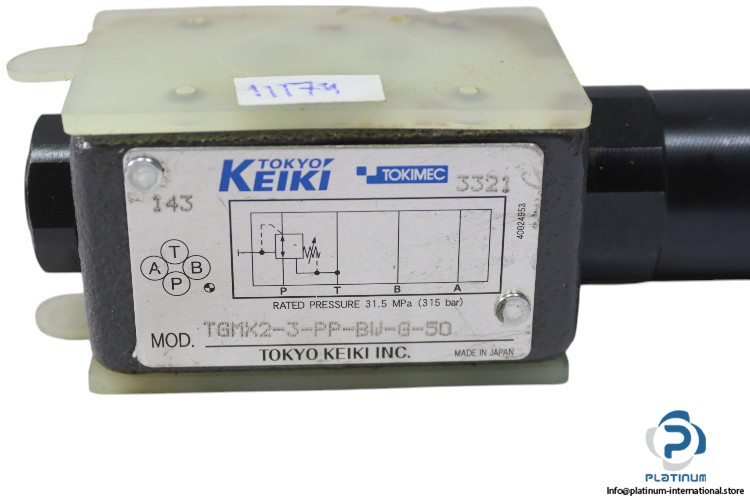 11174
TOKYO
KEIKI
TOKIMEC
3321
143
40024953
T
A B
P
P T B A
RATED PRESSURE 31.5 MPa (315 bar)
MOD. TGMX2-3-PP-BW-G-50
TOKYO KEIKI INC.
MADE IN JAPAN
PLATINUM
Info@platinum-international.store